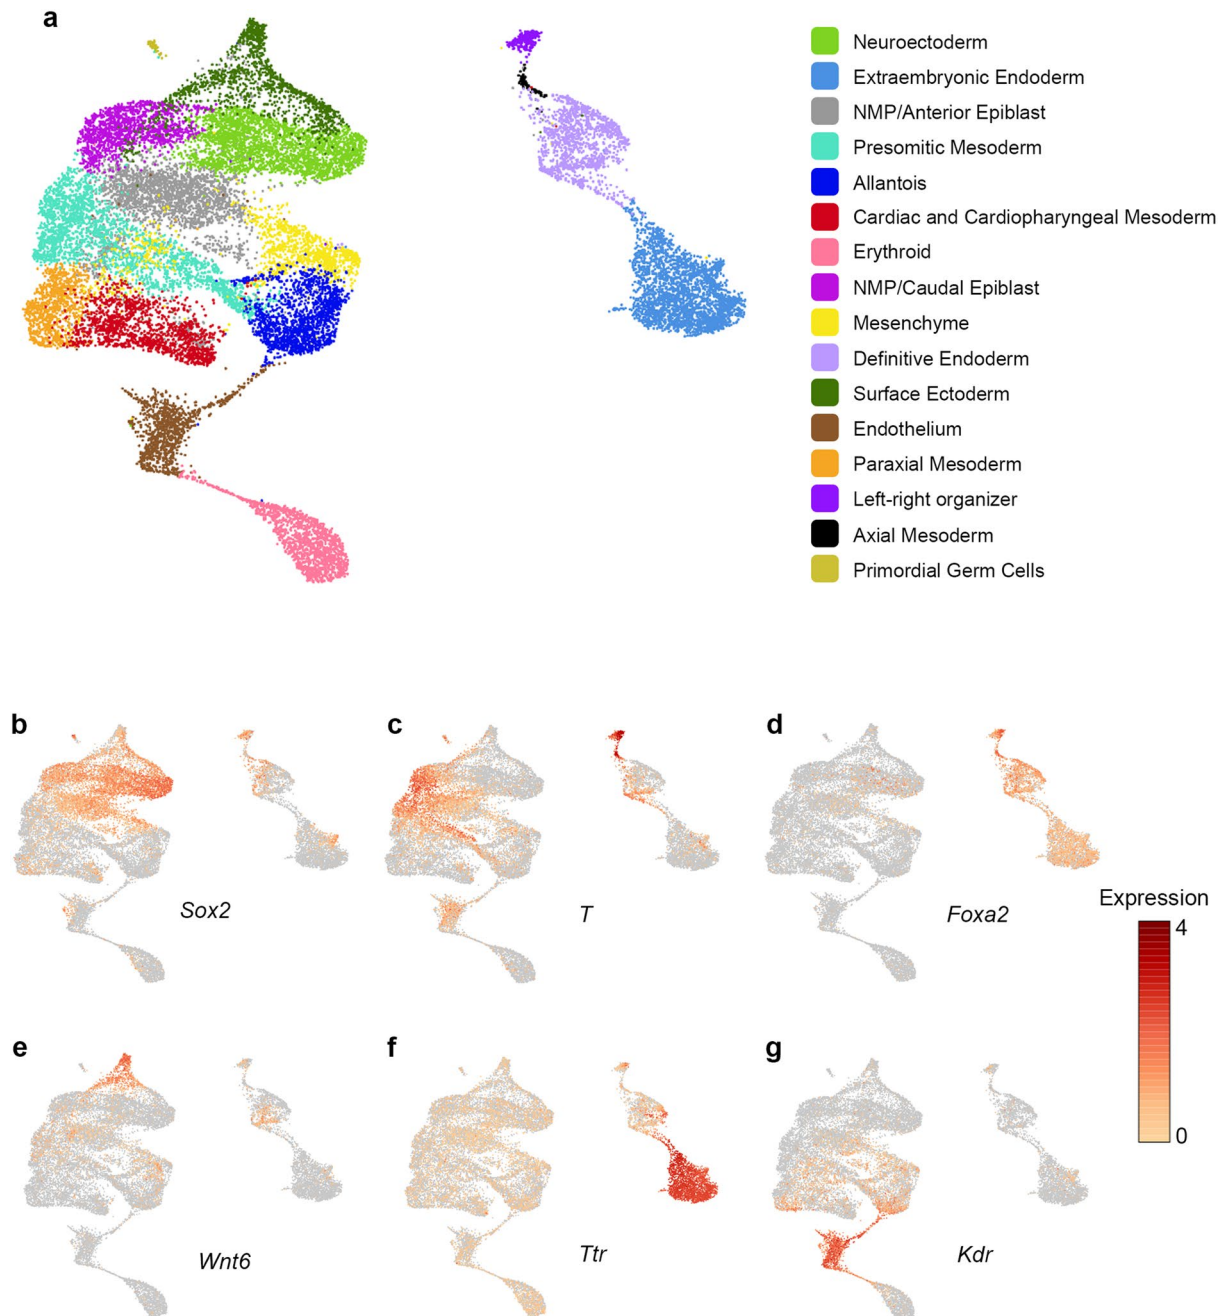 a
Neuroectoderm
Extraembryonic Endoderm
NMP/Anterior Epiblast
Presomitic Mesoderm
Allantois
Cardiac and Cardiopharyngeal Mesoderm
Erythroid
NMP/Caudal Epiblast
Mesenchyme
Definitive Endoderm
Surface Ectoderm
Endothelium
Paraxial Mesoderm
Left-right organizer
Axial Mesoderm
Primordial Germ Cells
b
Sox2
c
T
d
Foxa2
Expression
4
0
e
Wnt6
f
Ttr
g
Kdr